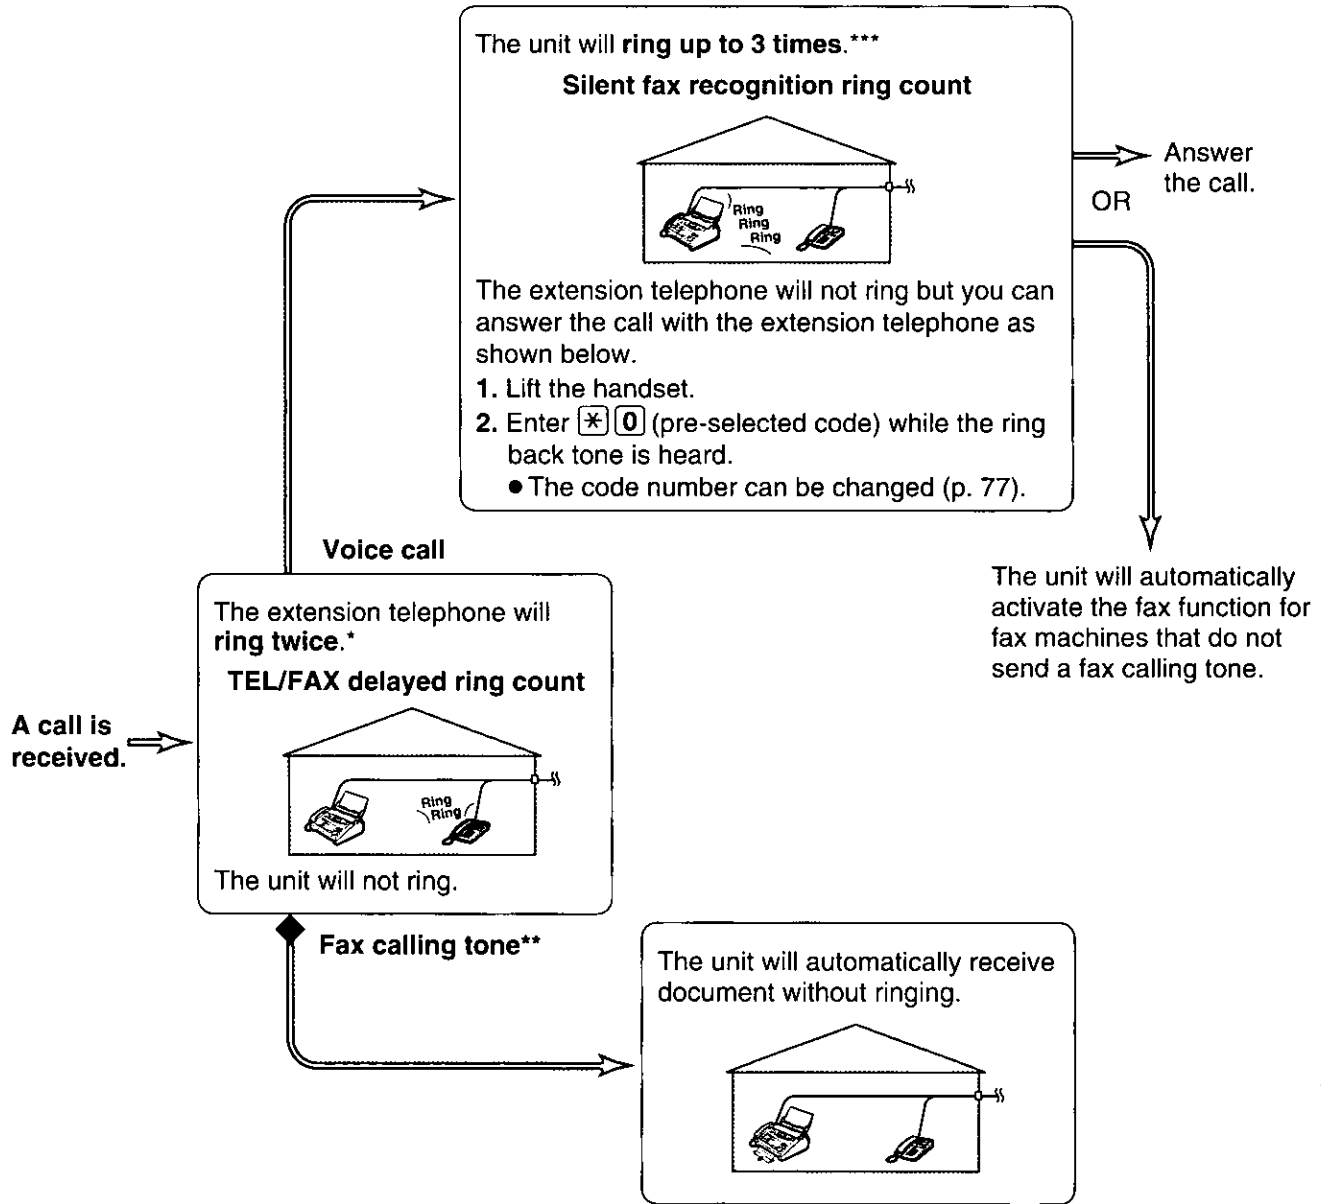 The unit will ring up to 3 times.***
Silent fax recognition ring count
Ring
Ring
Ring
The extension telephone will not ring but you can
answer the call with the extension telephone as
shown below.
1. Lift the handset.
2. Enter * 0 (pre-selected code) while the ring
back tone is heard.
● The code number can be changed (p. 77).
Answer
the call.
OR
The unit will automatically
activate the fax function for
fax machines that do not
send a fax calling tone.
Voice call
A call is
received.
The extension telephone will
ring twice.*
TEL/FAX delayed ring count
Ring
Ring
The unit will not ring.
Fax calling tone**
The unit will automatically receive
document without ringing.